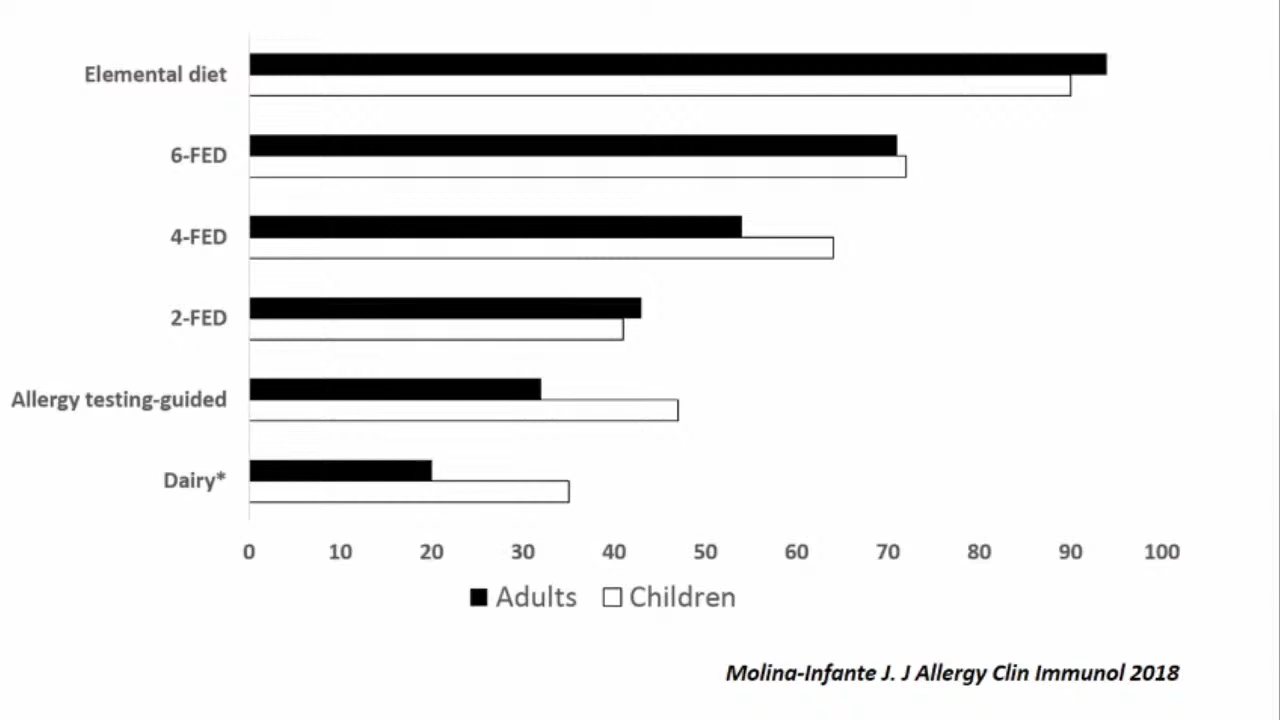 Elemental diet
6-FED
4-FED
2-FED
Allergy testing-guided
Dairy*
0 10 20 30 40 50 60 70 80 90 100
Adults Children
Molina-Infante J. J Allergy Clin Immunol 2018